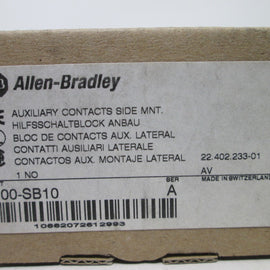 Allen-Bradley
AUXILIARY CONTACTS SIDE MNT.
HILFSSCHALTBLOCK ANBAU
BLOC DE CONTACTS AUX. LATERAL
CONTATTI AUSILIARI LATERALE
CONTACTOS AUX. MONTAJE LATERAL 22.402.233-01
1 NO AV
SER MADE IN SWITZERLAN
00-SB10 A
10662072612993